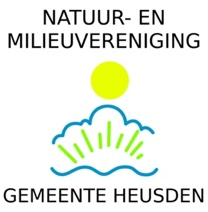 NATUUR- EN
MILIEUVERENIGING
GEMEENTE HEUSDEN